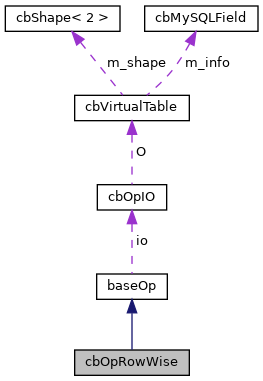 cbShape< 2 >
cbMySQLField
m_shape
m_info
cbVirtualTable
O
cbOpIO
io
baseOp
cbOpRowWise